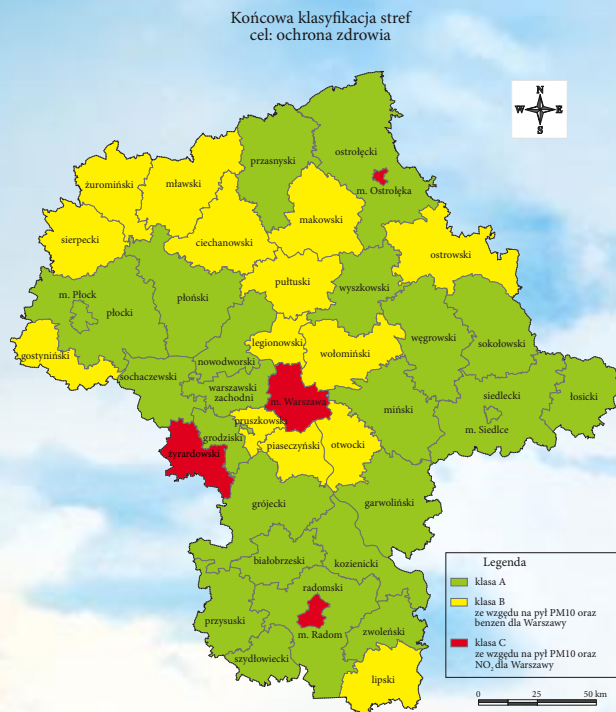 Końcowa klasyfikacja stref
cel: ochrona zdrowia
N
W E
S
ostrołęcki
przasnyski
żuromiński
mławski
m. Ostrołęka
makowski
sierpecki
ciechanowski
ostrowski
pułtuski
wyszkowski
m. Płock
płocki
płoński
węgrowski
sokołowski
legionowski
wołomiński
gostyniński
nowodworski
sochaczewski
warszawski
zachodni
m. Warszawa
miński
siedlecki
łosicki
m. Siedlce
pruszkowski
grodziski
piaseczyński
otwocki
żyrardowski
grójecki
garwoliński
białobrzeski
kozienicki
radomski
przysuski
m. Radom
zwoleński
szydłowiecki
lipski
Legenda
klasa A
klasa B
ze wzgędu na pył PM10 oraz
benzen dla Warszawy
klasa C
ze wzgędu na pył PM10 oraz
NO₂ dla Warszawy
0 25 50 km